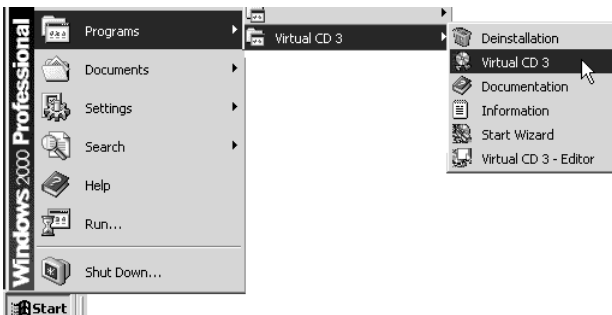 Windows 2000 Professional
Programs
Documents
Settings
Search
Help
Run...
Shut Down...
Start
Virtual CD 3
Deinstallation
Virtual CD 3
Documentation
Information
Start Wizard
Virtual CD 3 - Editor